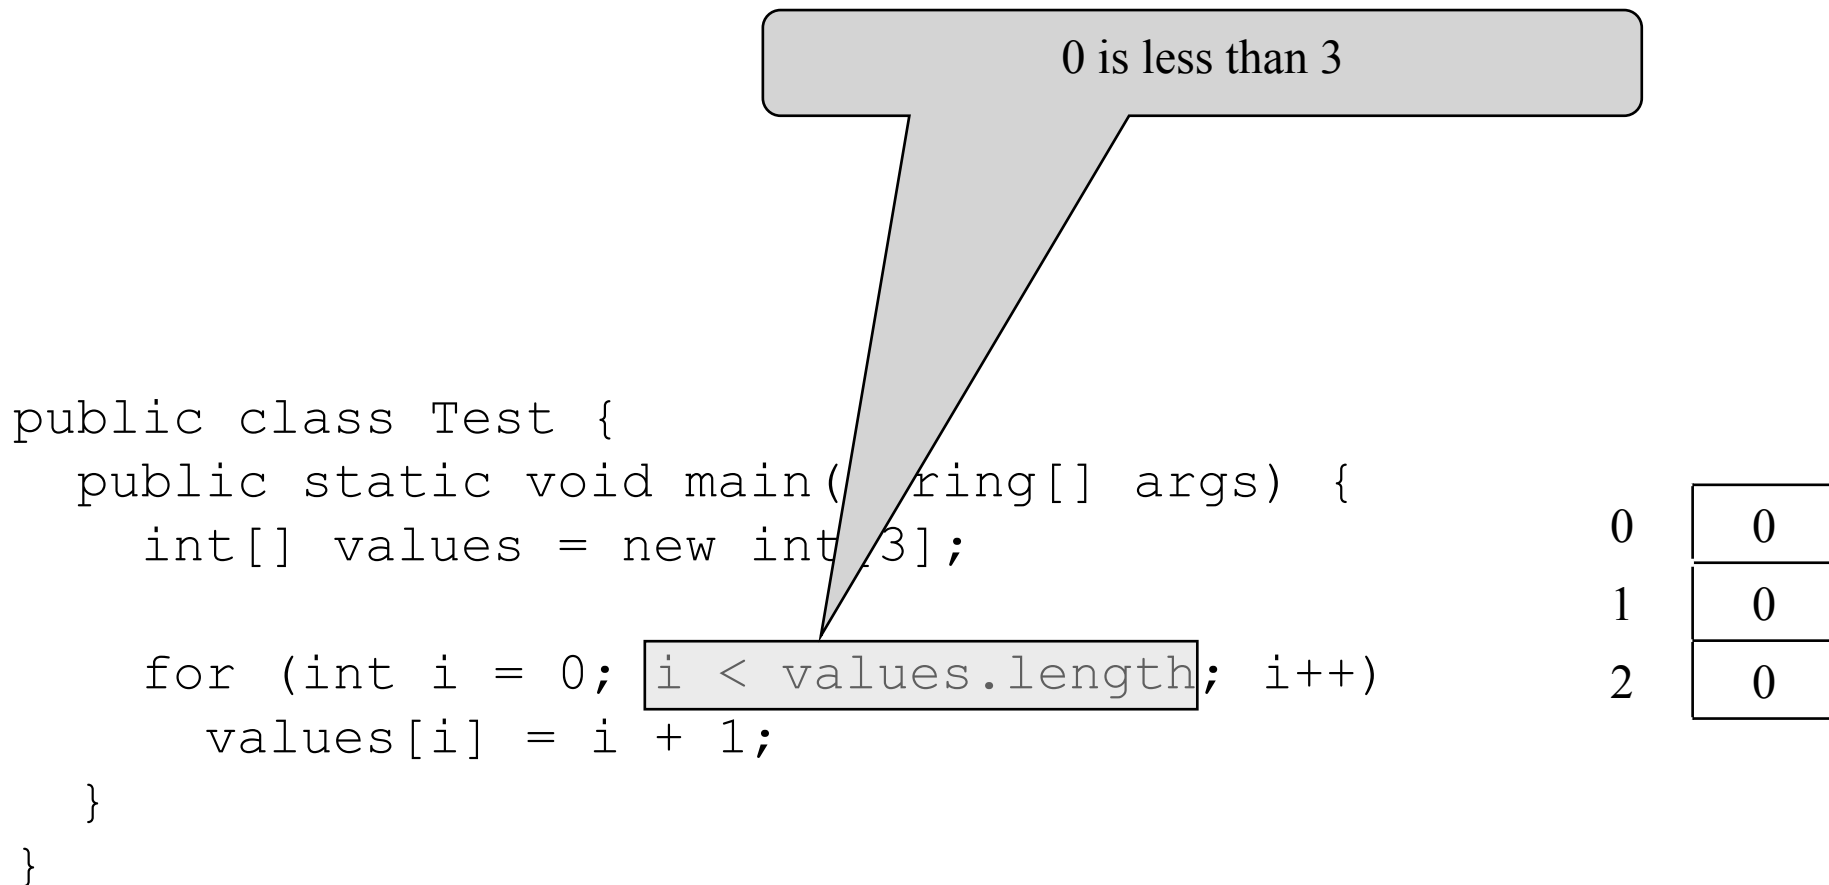 0 is less than 3
public class Test {
public static void main( ring[] args) {
int[] values = new int 3];
for (int i = 0; i < values.length; i++)
values[i] = i + 1;
}
}
0 0
1 0
2 0